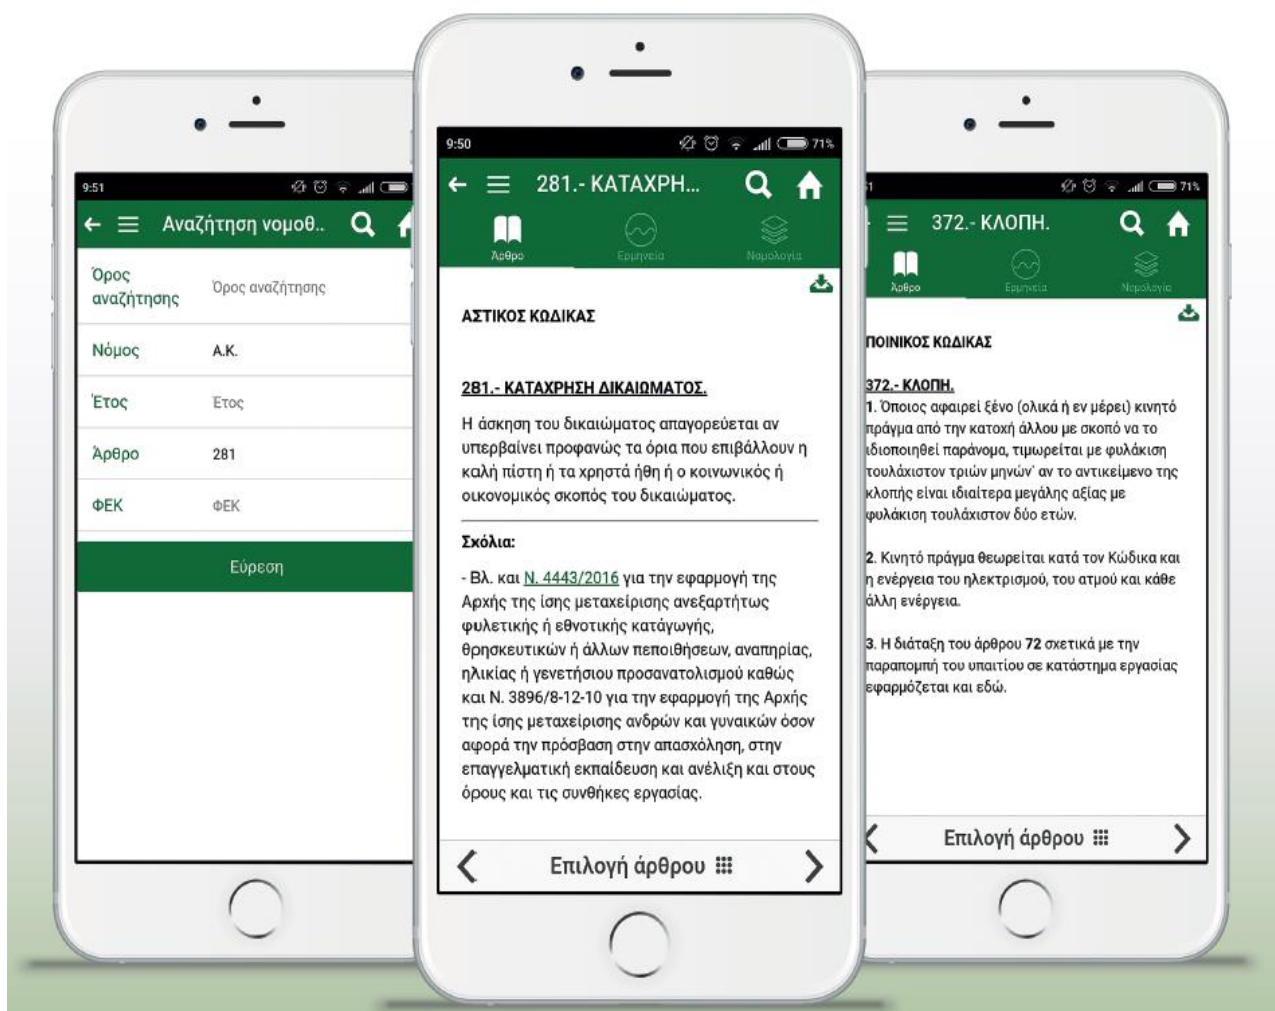 9:51
Αναζήτηση νομοθ..
Όρος
αναζήτησης
Όρος αναζήτησης
Νόμος
Α.Κ.
Έτος
Έτος
Άρθρο
281
ΦΕΚ
ΦΕΚ
Εύρεση
9:50
71%
281.- ΚΑΤΑΧΡΗ...
Άρθρο
Ερμηνεία
Νομολογία
ΑΣΤΙΚΟΣ ΚΩΔΙΚΑΣ
281.- ΚΑΤΑΧΡΗΣΗ ΔΙΚΑΙΩΜΑΤΟΣ.
Η άσκηση του δικαιώματος απαγορεύεται αν
υπερβαίνει προφανώς τα όρια που επιβάλλουν η
καλή πίστη ή τα χρηστά ήθη ή ο κοινωνικός ή
οικονομικός σκοπός του δικαιώματος.
Σχόλια:
- Βλ. και Ν. 4443/2016 για την εφαρμογή της
Αρχής της ίσης μεταχείρισης ανεξαρτήτως
φυλετικής ή εθνοτικής κατάγωγής,
θρησκευτικών ή άλλων πεποιθήσεων, αναπηρίας,
ηλικίας ή γενετήσιου προσανατολισμού καθώς
και Ν. 3896/8-12-10 για την εφαρμογή της Αρχής
της ίσης μεταχείρισης ανδρών και γυναικών όσον
αφορά την πρόσβαση στην απασχόληση, στην
επαγγελματική εκπαίδευση και ανέλιξη και στους
όρους και τις συνθήκες εργασίας.
Επιλογή άρθρου
71%
372.- ΚΛΟΠΗ.
Άρθρο
Ερμηνεία
Νομολογία
ΠΟΙΝΙΚΟΣ ΚΩΔΙΚΑΣ
372.- ΚΛΟΠΗ.
1. Όποιος αφαιρεί ξένο (ολικά ή εν μέρει) κινητό
πράγμα από την κατοχή άλλου με σκοπό να το
ιδιοποιηθεί παράνομα, τιμωρείται με φυλάκιση
τουλάχιστον τριών μηνών· αν το αντικείμενο της
κλοπής είναι ιδιαίτερα μεγάλης αξίας με
φυλάκιση τουλάχιστον δύο ετών.
2. Κινητό πράγμα θεωρείται κατά τον Κώδικα και
η ενέργεια του ηλεκτρισμού, του ατμού και κάθε
άλλη ενέργεια.
3. Η διάταξη του άρθρου 72 σχετικά με την
παραπομπή του υπαιτίου σε κατάστημα εργασίας
εφαρμόζεται και εδώ.
Επιλογή άρθρου